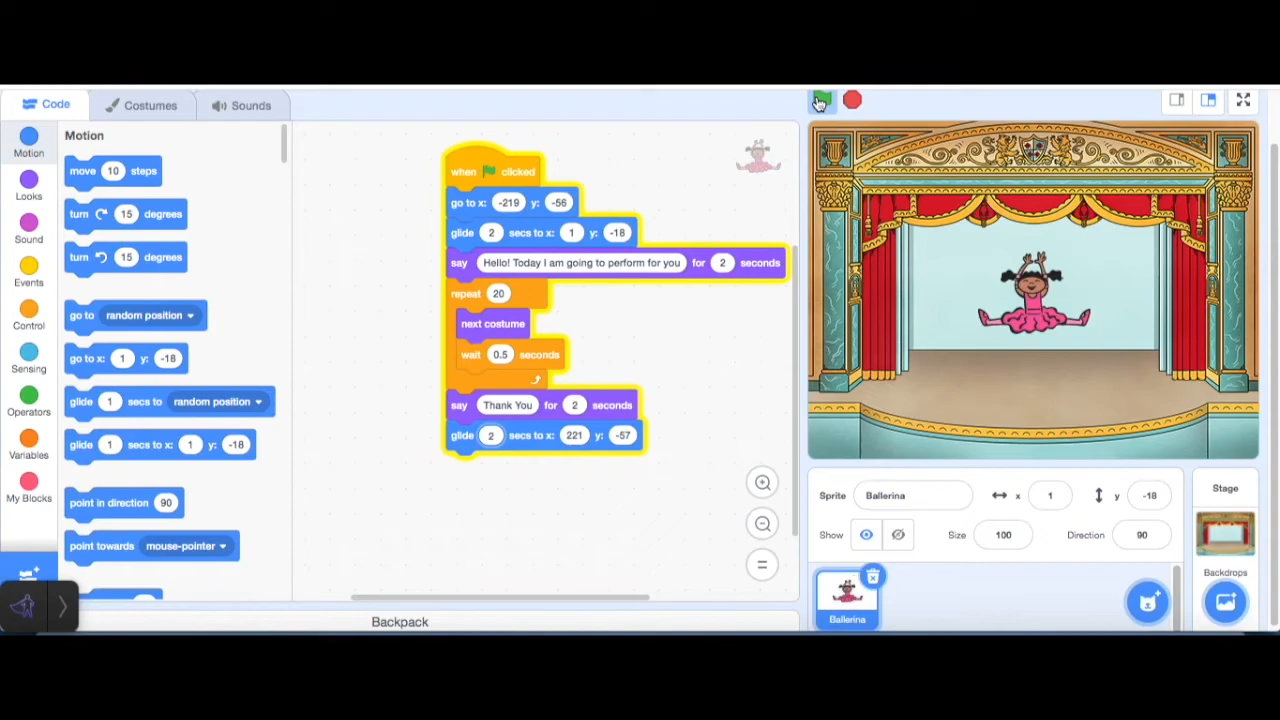 Code Costumes Sounds
Motion
Looks
Sound
Events
Control
Sensing
Operators
Variables
My Blocks
Motion
move 10 steps
turn 15 degrees
turn 15 degrees
go to random position
go to x: 1 y: -18
glide 1 secs to random position
glide 1 secs to x: 1 y: -18
point in direction 90
point towards mouse-pointer
when clicked
go to x: -219 y: -56
glide 2 secs to x: 1 y: -18
say Hello! Today I am going to perform for you for 2 seconds
repeat 20
next costume
wait 0.5 seconds
say Thank You for 2 seconds
glide 2 secs to x: 221 y: -57
Backpack
Sprite Ballerina x 1 y -18
Show Size 100 Direction 90
Ballerina
Stage
Backdrops